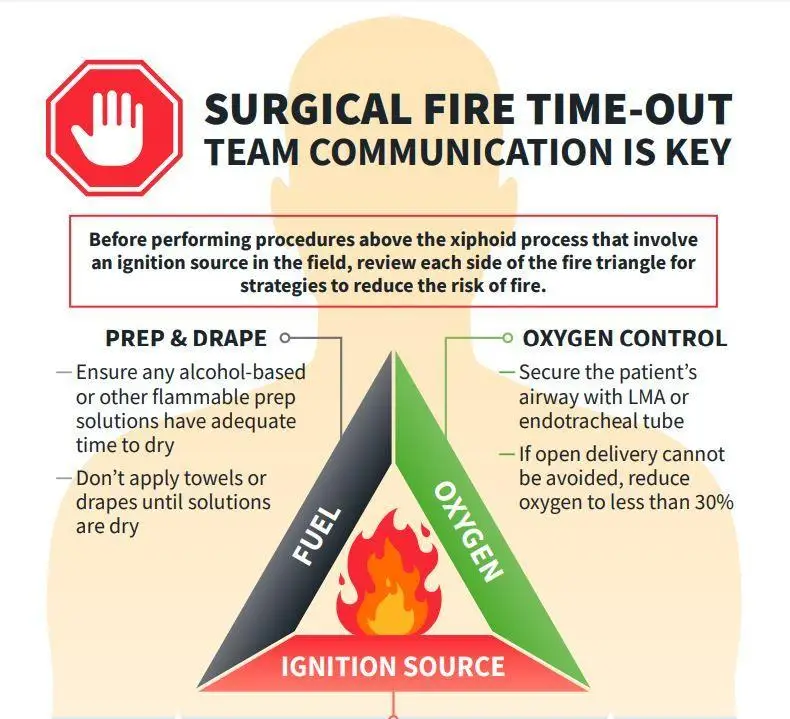 SURGICAL FIRE TIME-OUT
TEAM COMMUNICATION IS KEY
Before performing procedures above the xiphoid process that involve
an ignition source in the field, review each side of the fire triangle for
strategies to reduce the risk of fire.
PREP & DRAPE
— Ensure any alcohol-based
or other flammable prep
solutions have adequate
time to dry
— Don’t apply towels or
drapes until solutions
are dry
OXYGEN CONTROL
— Secure the patient’s
airway with LMA or
endotracheal tube
— If open delivery cannot
be avoided, reduce
oxygen to less than 30%
FUEL
OXYGEN
IGNITION SOURCE